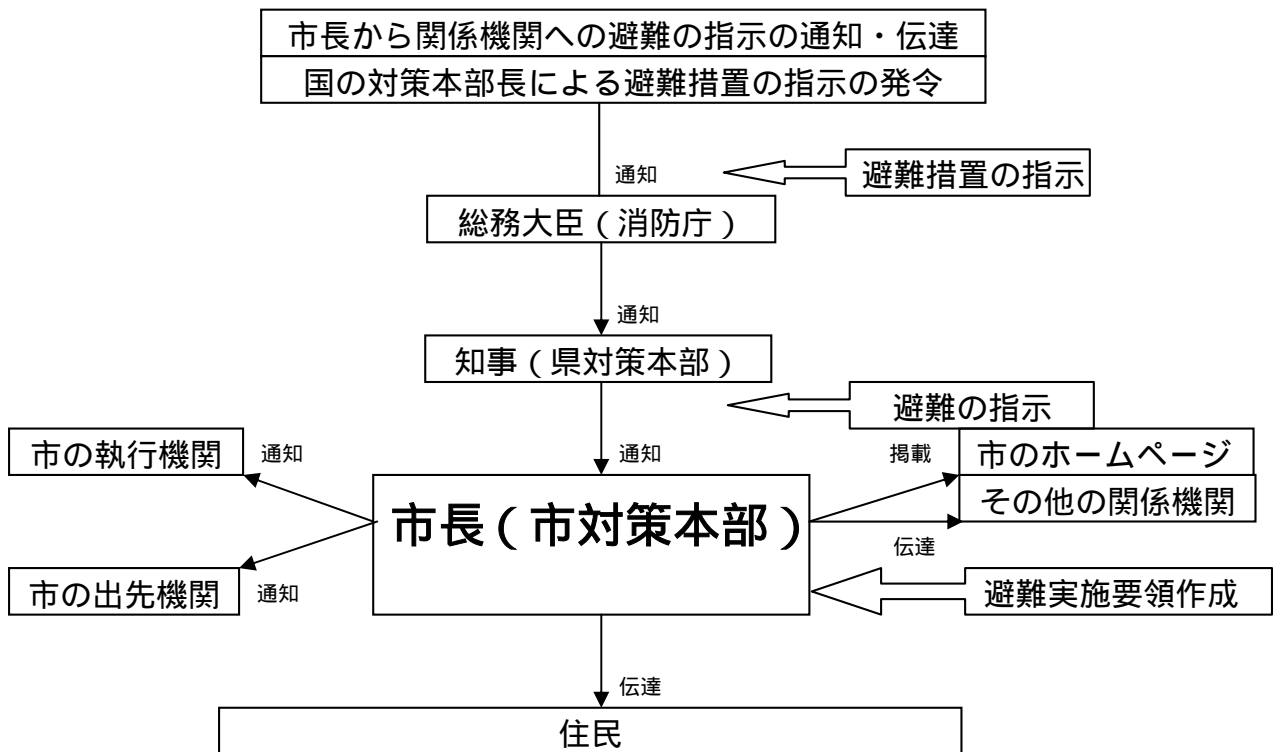 市長から関係機関への避難の指示の通知・伝達
国の対策本部長による避難措置の指示の発令
通知
避難措置の指示
総務大臣（消防庁）
通知
知事（県対策本部）
避難の指示
市の執行機関
通知
通知
掲載
市のホームページ
市長（市対策本部）
その他の関係機関
伝達
市の出先機関
通知
避難実施要領作成
伝達
住民